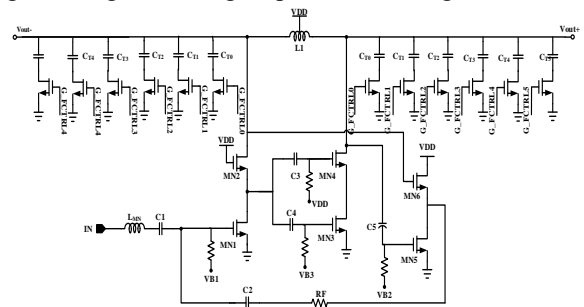 VDD
Vout-
Vout+
L1
CT4
CT3
CT2
CT1
CT0
CT0
CT1
CT2
CT3
CT4
CT5
G_FCTRL4
G_FCTRL4
G_FCTRL3
G_FCTRL2
G_FCTRL1
G_FCTRL0
G_FCTRL0
G_FCTRL1
G_FCTRL2
G_FCTRL3
G_FCTRL4
G_FCTRL5
VDD
MN2
C3
MN4
VDD
VDD
MN6
LMN
C1
IN
MN1
C4
MN3
C5
MN5
VB1
VB3
VB2
C2
RF